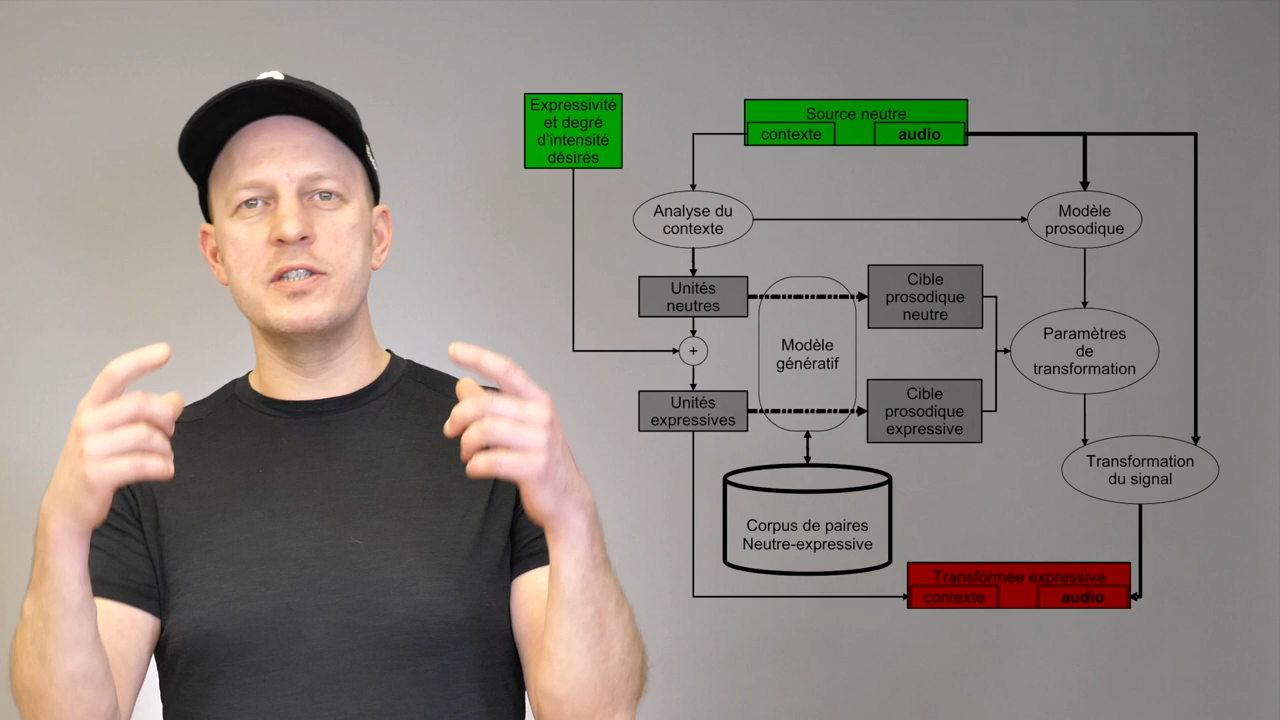 Expressivité
et degré
d'intensité
désirés
Source neutre
contexte
audio
Analyse du
contexte
Modèle
prosodique
Unités
neutres
Cible
prosodique
neutre
+
Modèle
génératif
Paramètres
de
transformation
Unités
expressives
Cible
prosodique
expressive
Transformation
du signal
Corpus de paires
Neutre-expressive
Transformée expressive
contexte
audio